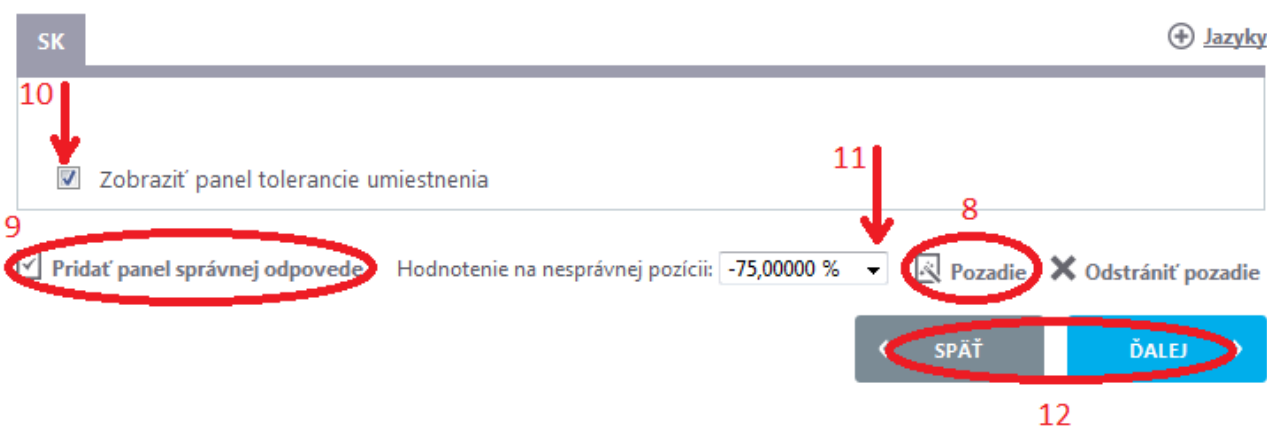 SK
Jazyky
10
11
Zobraziť panel tolerancie umiestnenia
8
9
Pridať panel správnej odpovede
Hodnotenie na nesprávnej pozícii: -75,00000 %
Pozadie
Odstrániť pozadie
SPÄŤ
ĎALEJ
12